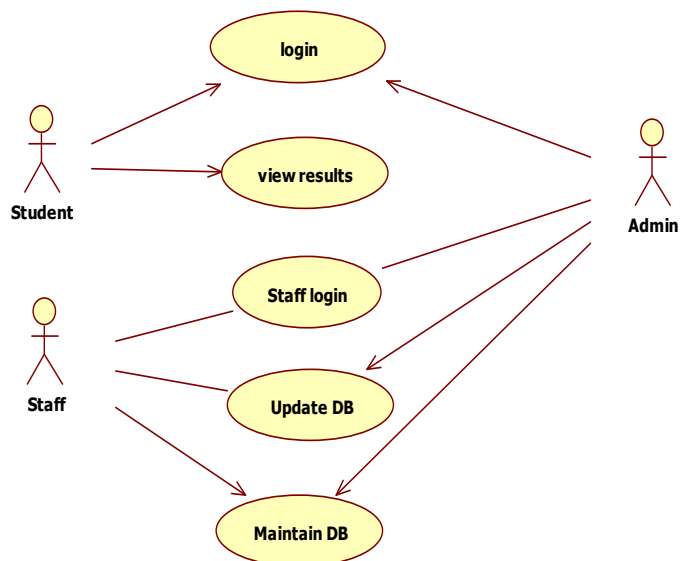 login
view results
Student
Admin
Staff login
Staff
Update DB
Maintain DB